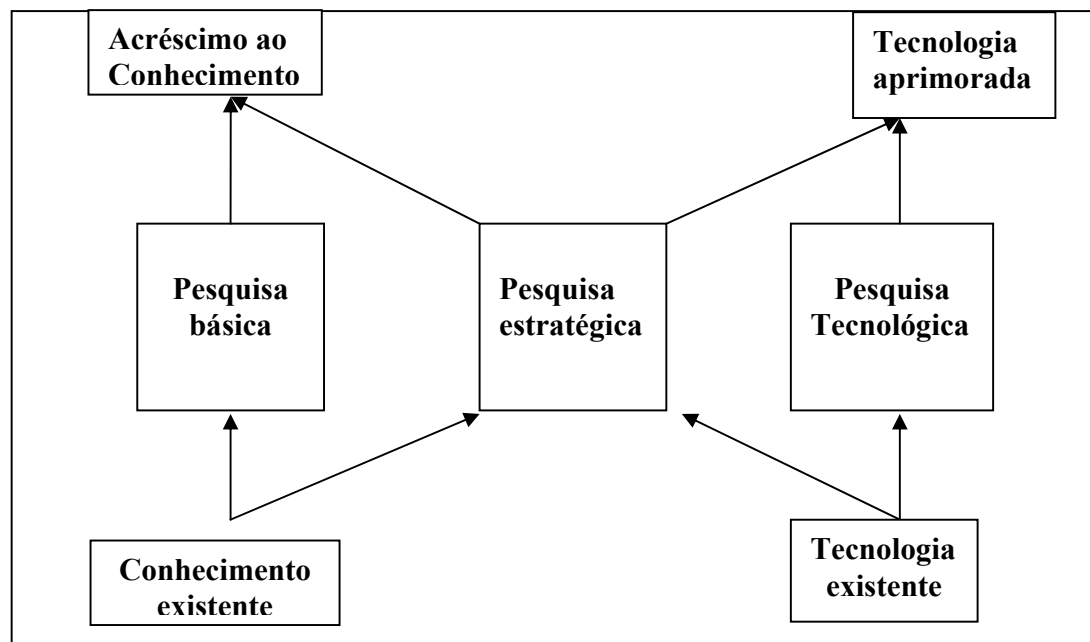 Acréscimo ao
Conhecimento
Tecnologia
aprimorada
Pesquisa
básica
Pesquisa
estratégica
Pesquisa
Tecnológica
Conhecimento
existente
Tecnologia
existente